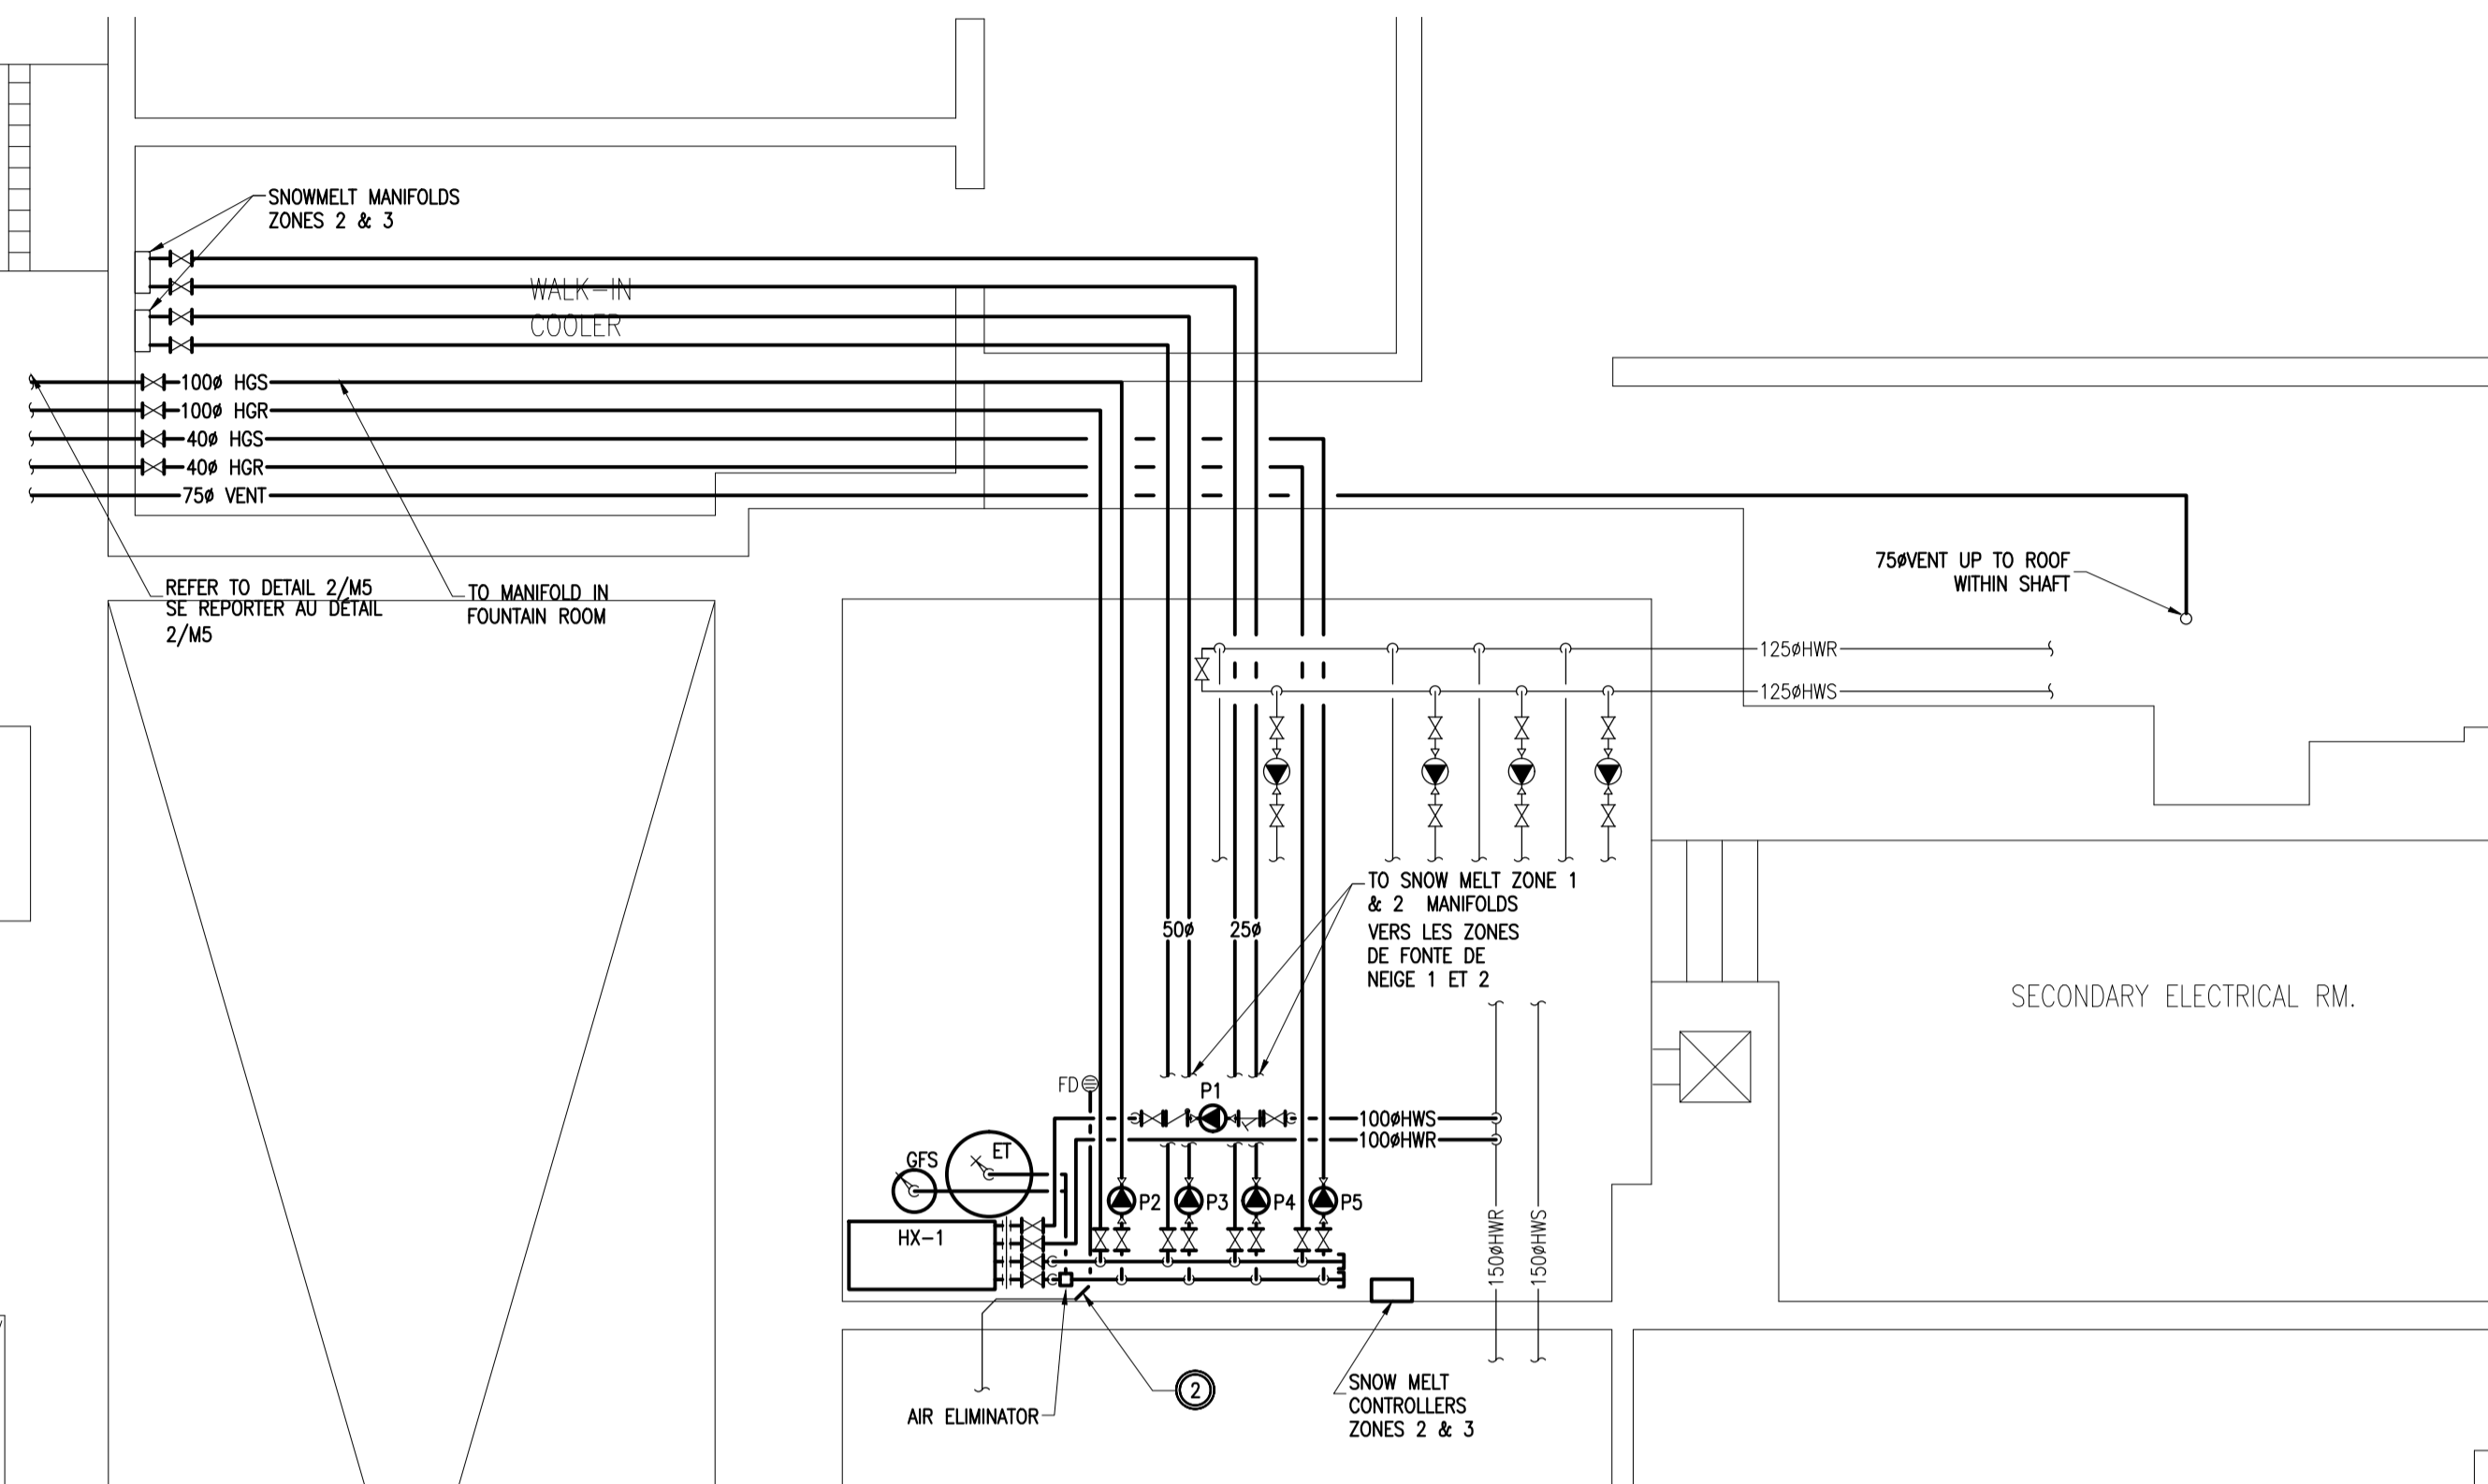 SNOWMELT MANIFOLDS
ZONES 2 & 3
WALK-IN
COOLER
100ø HGS
100ø HGR
40ø HGS
40ø HGR
75ø VENT
REFER TO DETAIL 2/M5
SE REPORTER AU DÉTAIL
2/M5
TO MANIFOLD IN
FOUNTAIN ROOM
75øVENT UP TO ROOF
WITHIN SHAFT
125øHWR
125øHWS
TO SNOW MELT ZONE 1
& 2 MANIFOLDS
VERS LES ZONES
DE FONTE DE
NEIGE 1 ET 2
50ø
25ø
SECONDARY ELECTRICAL RM.
FD
P1
100øHWS
100øHWR
GFS
ET
P2
P3
P4
P5
HX-1
150øHWR
150øHWS
2
AIR ELIMINATOR
SNOW MELT
CONTROLLERS
ZONES 2 & 3